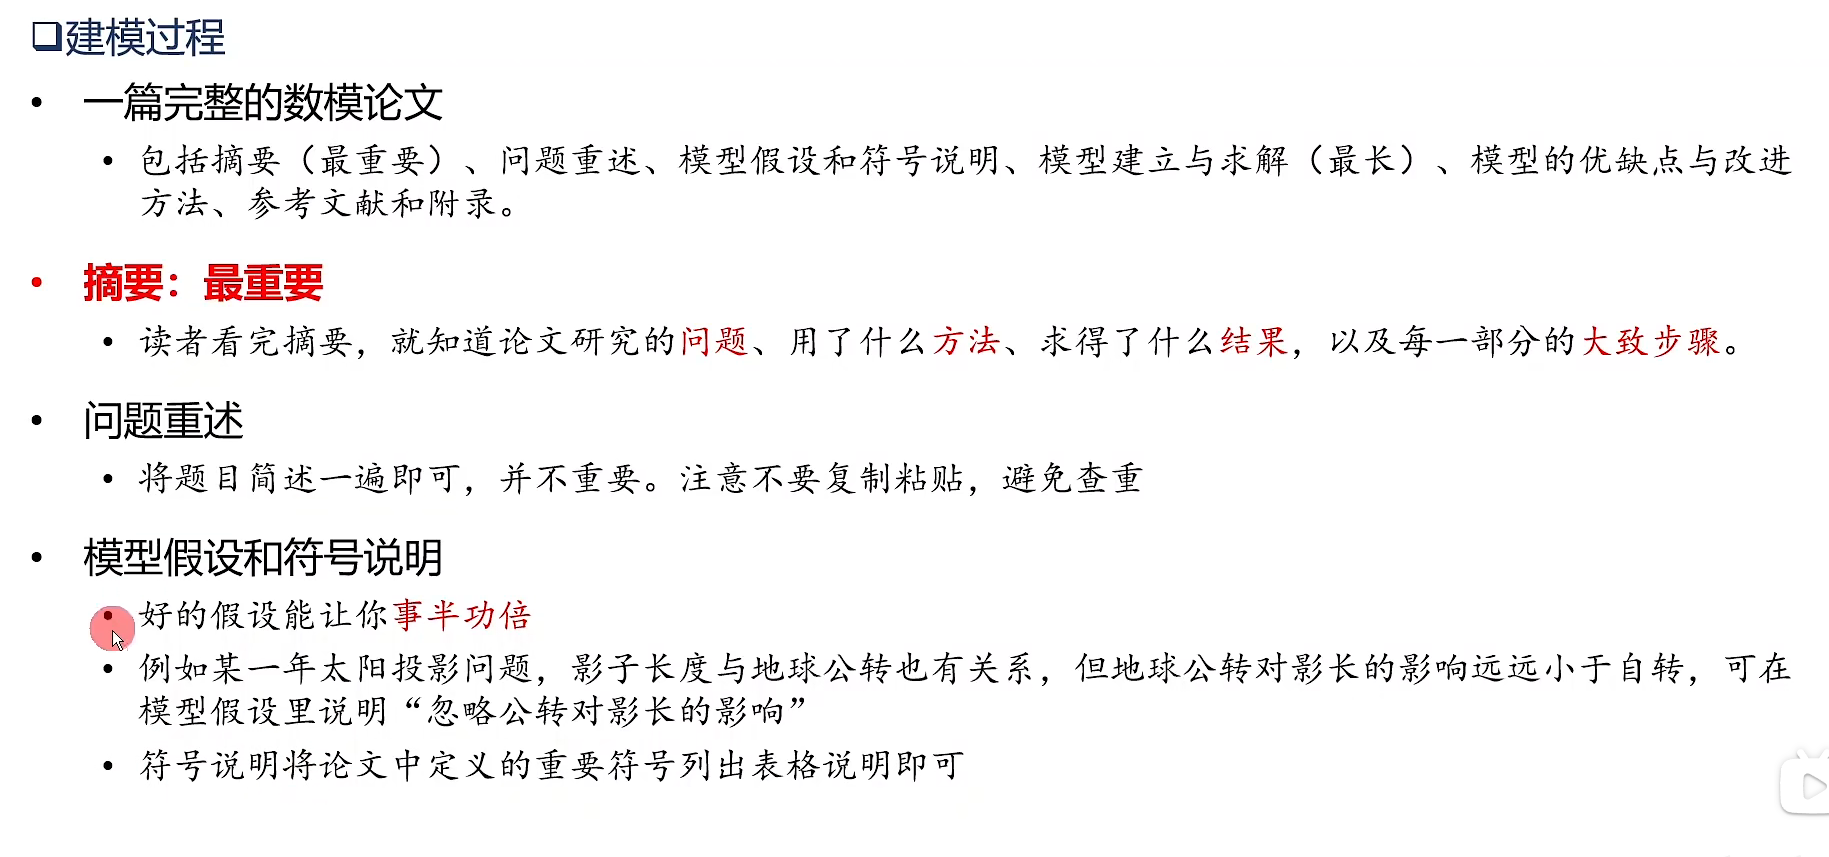 ❑建模过程
• 一篇完整的数模论文
• 包括摘要（最重要）、问题重述、模型假设和符号说明、模型建立与求解（最长）、模型的优缺点与改进
方法、参考文献和附录。
• 摘要：最重要
• 读者看完摘要，就知道论文研究的问题、用了什么方法、求得了什么结果，以及每一部分的大致步骤。
• 问题重述
• 将题目简述一遍即可，并不重要。注意不要复制粘贴，避免查重
• 模型假设和符号说明
• 好的假设能让你事半功倍
• 例如某一年太阳投影问题，影子长度与地球公转也有关系，但地球公转对影长的影响远远小于自转，可在
模型假设里说明“忽略公转对影长的影响”
• 符号说明将论文中定义的重要符号列出表格说明即可